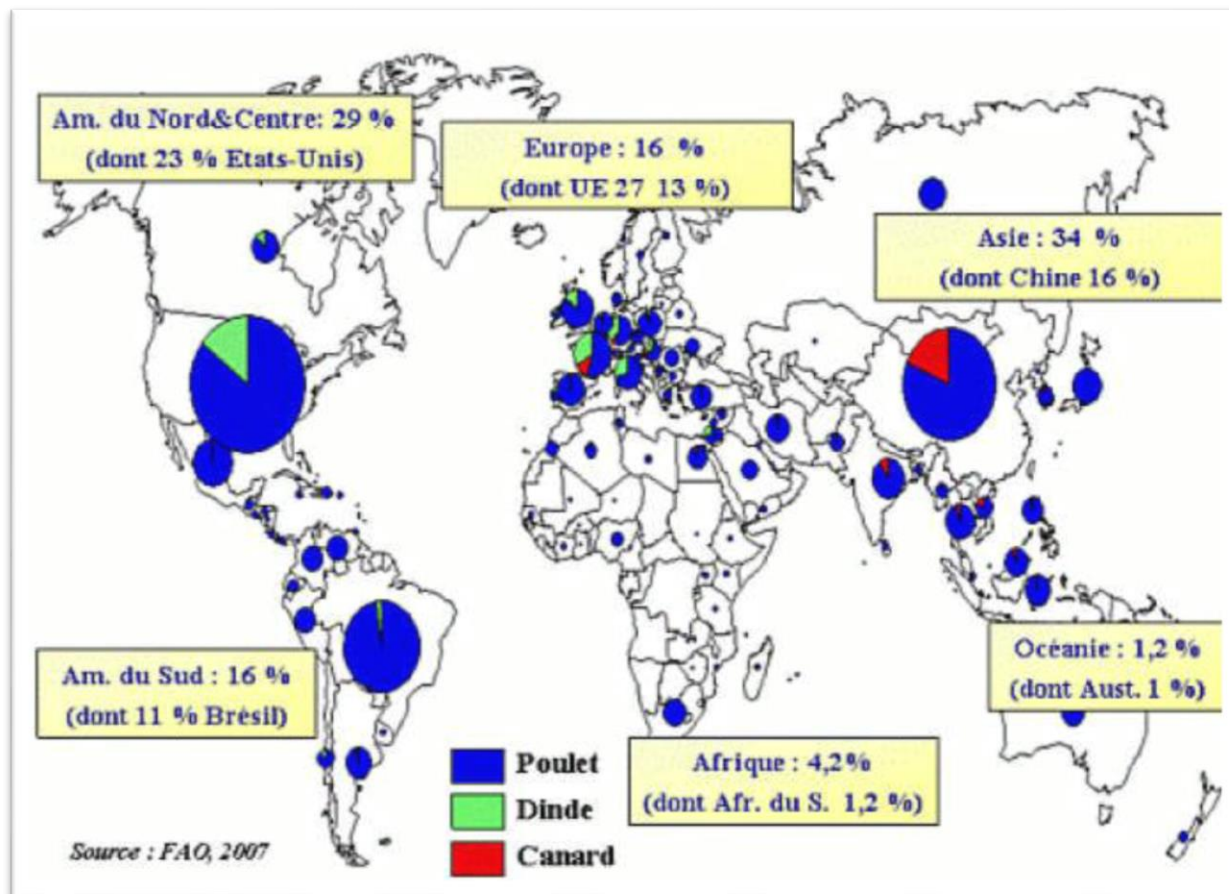 Am. du Nord&Centre: 29 %
(dont 23 % Etats-Unis)
Europe : 16 %
(dont UE 27 13 %)
Asie : 34 %
(dont Chine 16 %)
Am. du Sud : 16 %
(dont 11 % Brésil)
Océanie : 1,2 %
(dont Aust. 1 %)
Afrique : 4,2%
(dont Afr. du S. 1,2 %)
Poulet
Dinde
Canard
Source : FAO, 2007